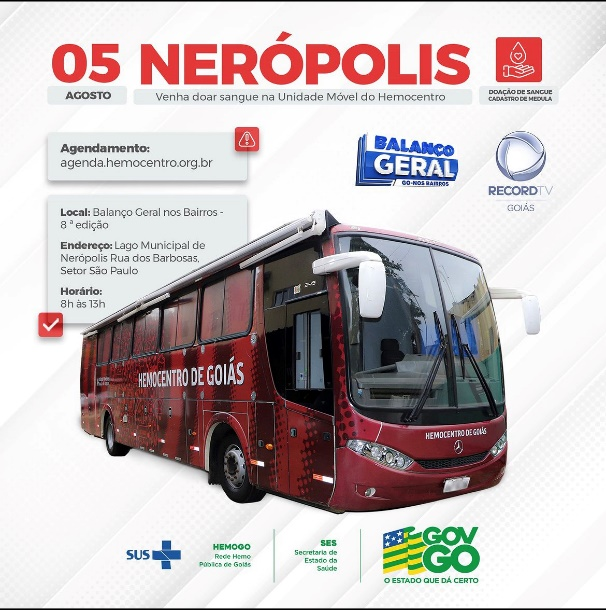 05 NERÓPOLIS
AGOSTO
Venha doar sangue na Unidade Móvel do Hemocentro
DOAÇÃO DE SANGUE
CADASTRO DE MEDULA
Agendamento:
agenda.hemocentro.org.br
BALANÇO
GERAL
GO-NOS BAIRROS
RECORDTV
GOIÁS
Local: Balanço Geral nos Bairros -
8 ª edição
Endereço: Lago Municipal de
Nerópolis Rua dos Barbosas,
Setor São Paulo
Horário:
8h às 13h
HEMOCENTRO DE GOIÁS
HEMOCENTRO DE GOIÁS
SUS
HEMOGO
Rede Hemo
Pública de Goiás
SES
Secretaria de
Estado da
Saúde
GOV
GO
O ESTADO QUE DÁ CERTO